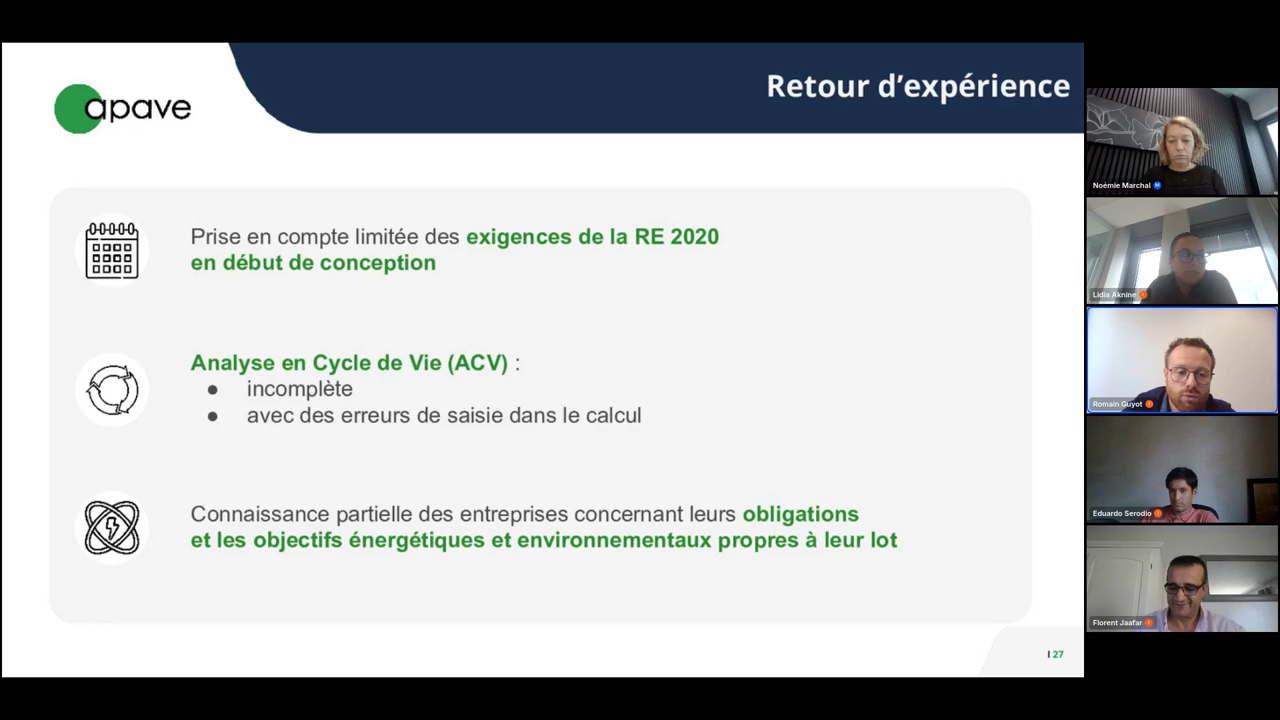 Retour d’expérience
apave
Prise en compte limitée des exigences de la RE 2020
en début de conception
Analyse en Cycle de Vie (ACV) :
● incomplète
● avec des erreurs de saisie dans le calcul
Connaissance partielle des entreprises concernant leurs obligations
et les objectifs énergétiques et environnementaux propres à leur lot
I 27
Noémie Marchal M
Lidia Aknine
Romain Guyot
Eduardo Serodio
Florent Jaafar